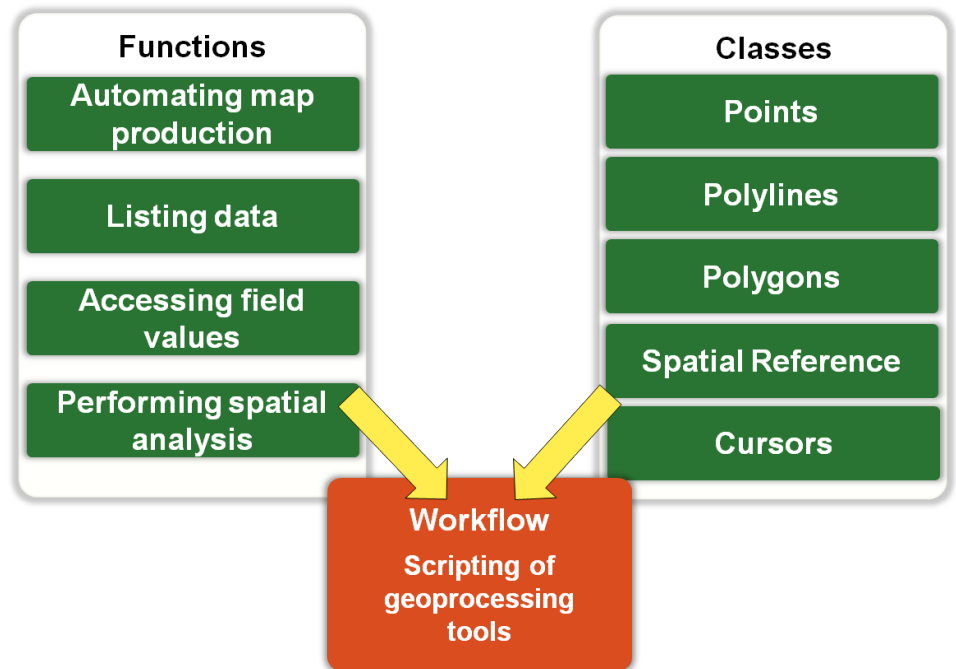 Functions
Automating map
production
Listing data
Accessing field
values
Performing spatial
analysis
Classes
Points
Polylines
Polygons
Spatial Reference
Cursors
Workflow
Scripting of
geoprocessing
tools